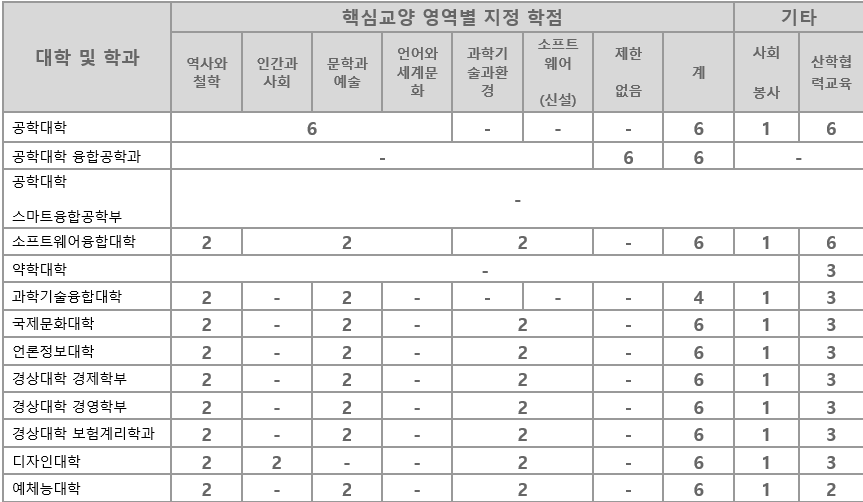 대학 및 학과 핵심교양 영역별 지정 학점 기타
역사와 철학 인간과 사회 문학과 예술 언어와 세계문화 과학기술과환경 소프트웨어 (신설) 제한 없음 계 사회 봉사 산학협력교육
공학대학 6 - - - 6 1 6
공학대학 융합공학과 - 6 6 -
공학대학
스마트융합공학부 -
소프트웨어융합대학 2 2 2 - 6 1 6
약학대학 - 3
과학기술융합대학 2 - 2 - - - - 4 1 3
국제문화대학 2 - 2 - 2 - 6 1 3
언론정보대학 2 - 2 - 2 - 6 1 3
경상대학 경제학부 2 - 2 - 2 - 6 1 3
경상대학 경영학부 2 - 2 - 2 - 6 1 3
경상대학 보험계리학과 2 - 2 - 2 - 6 1 3
디자인대학 2 2 - - 2 - 6 1 3
예체능대학 2 - 2 - 2 - 6 1 2